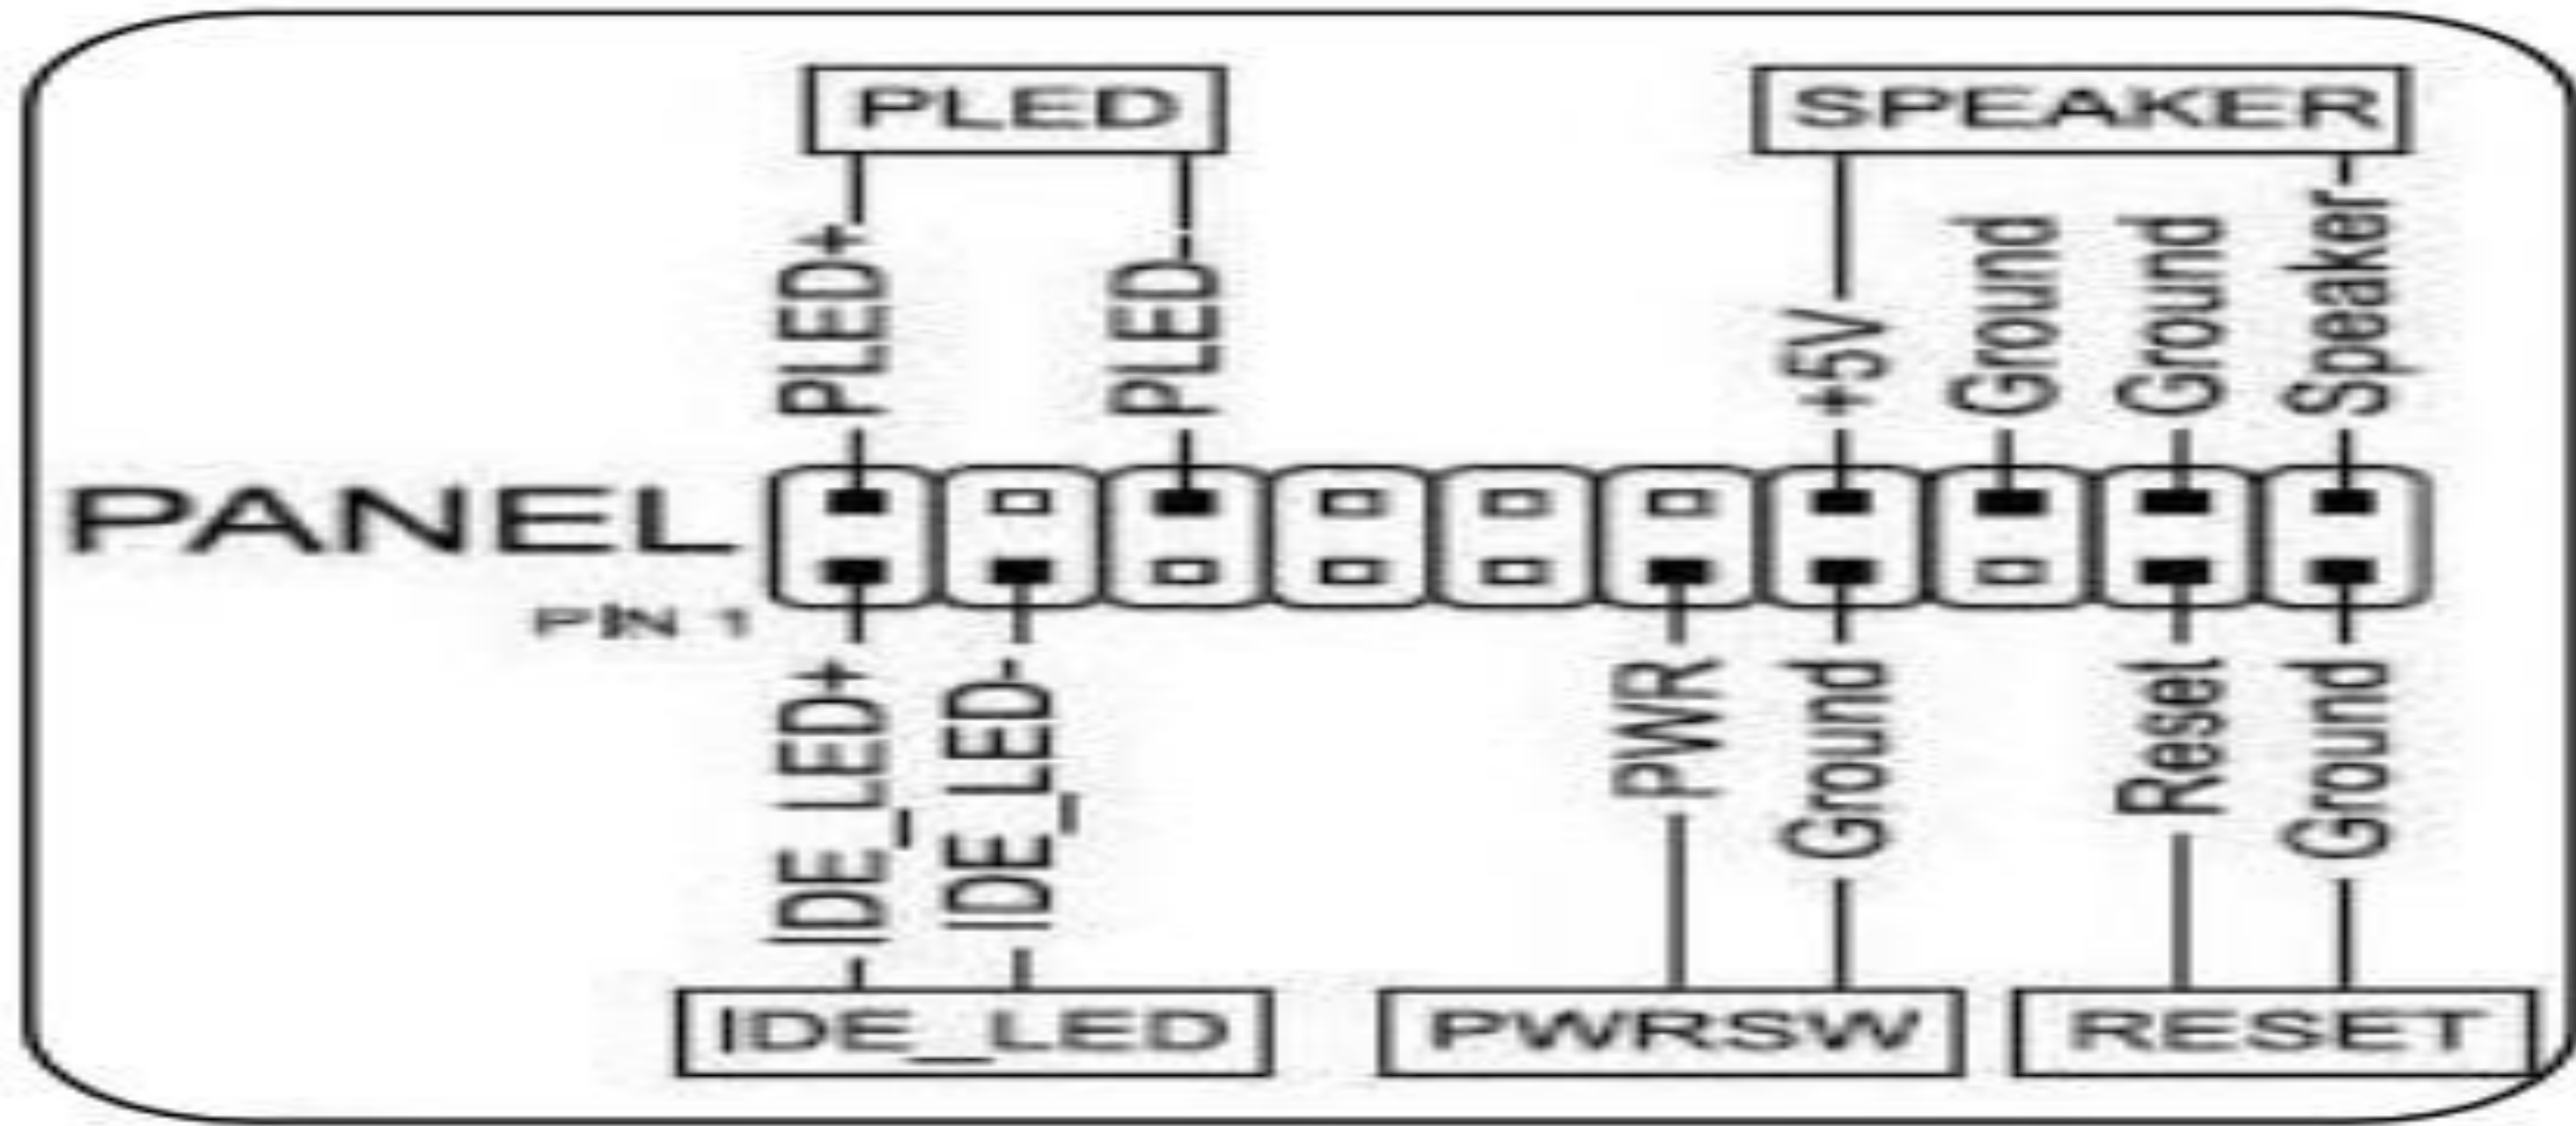 PLED
SPEAKER
PLED+
PLED-
+5V
Ground
Ground
Speaker-
PANEL
PIN 1
IDE_LED+
IDE_LED-
PWR
Ground
Reset
Ground
IDE_LED
PWRSW
RESET